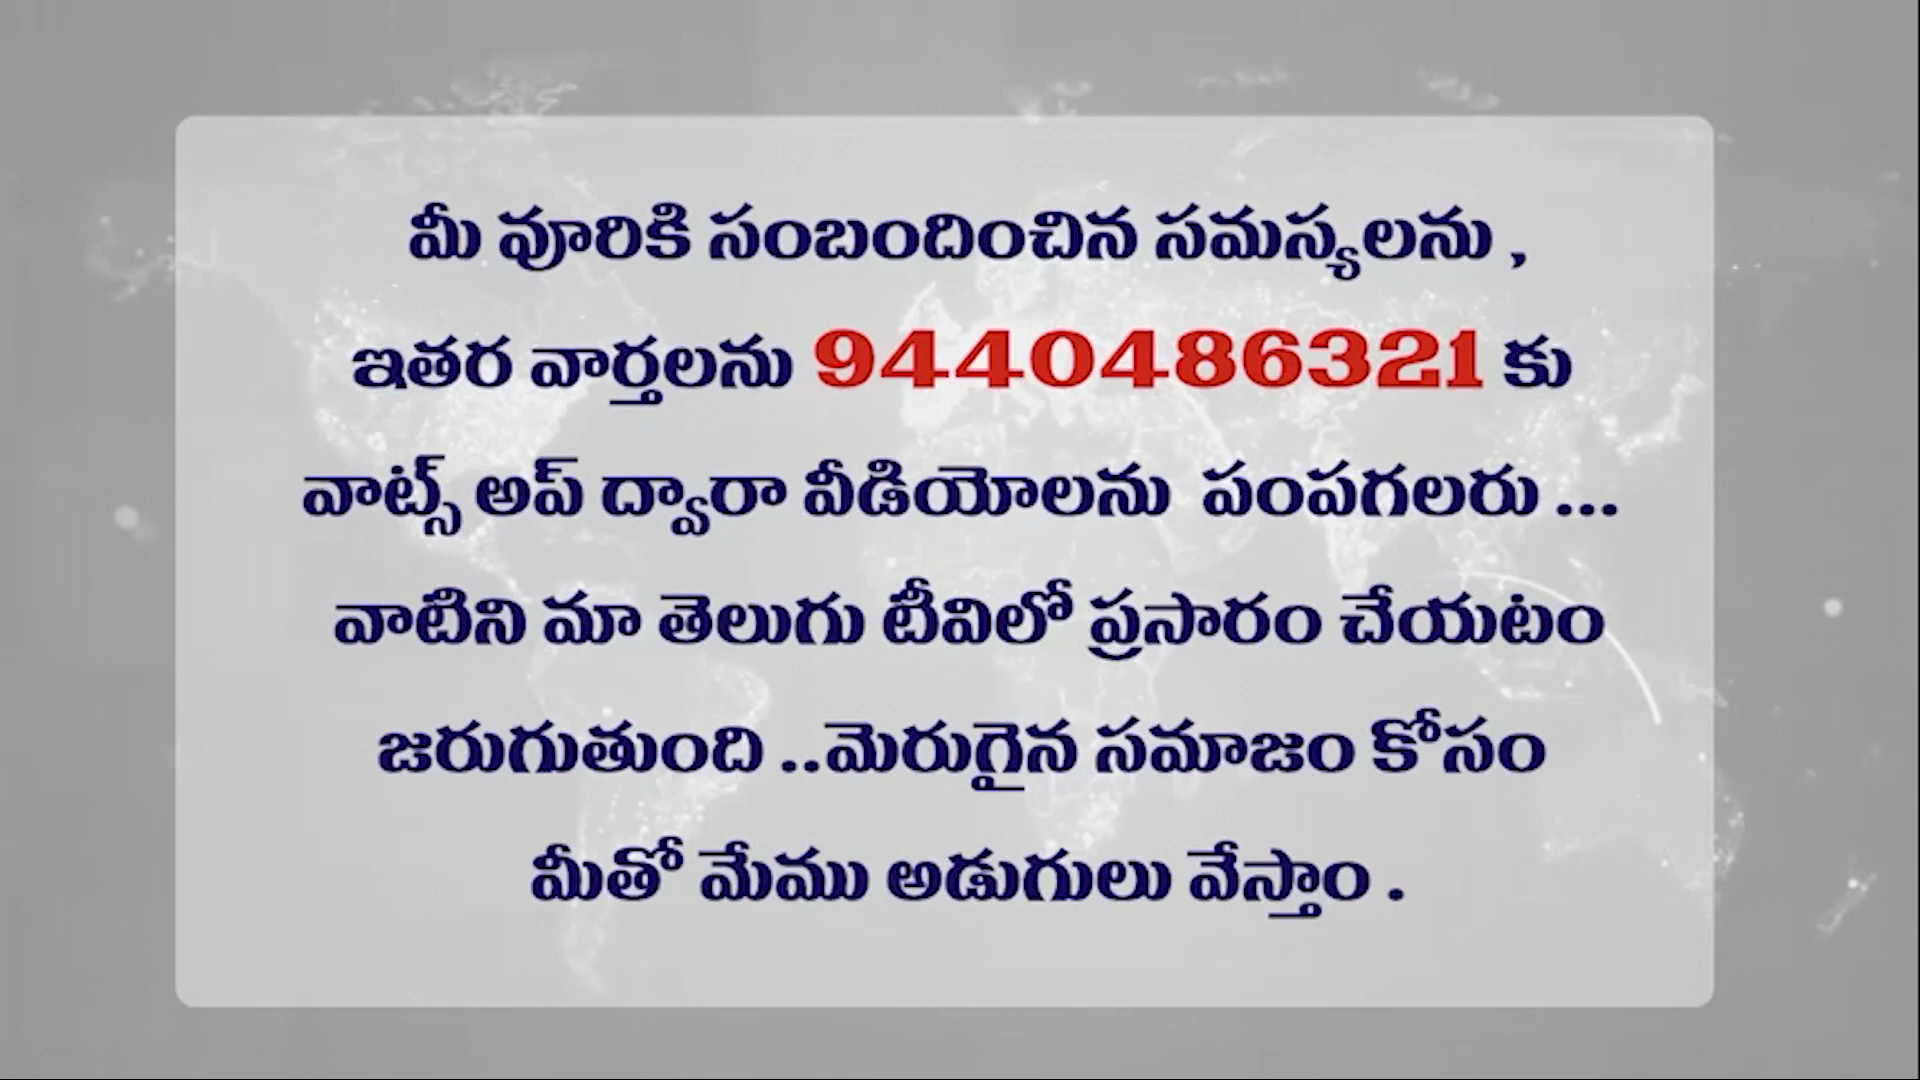 మీ వూరికి సంబందించిన సమస్యలను ,
ఇతర వార్తలను 9440486321 కు
వాట్స్ అప్ ద్వారా వీడియోలను పంపగలరు ...
వాటిని మా తెలుగు టీవిలో ప్రసారం చేయటం
జరుగుతుంది ..మెరుగైన సమాజం కోసం
మీతో మేము అడుగులు వేస్తాం .